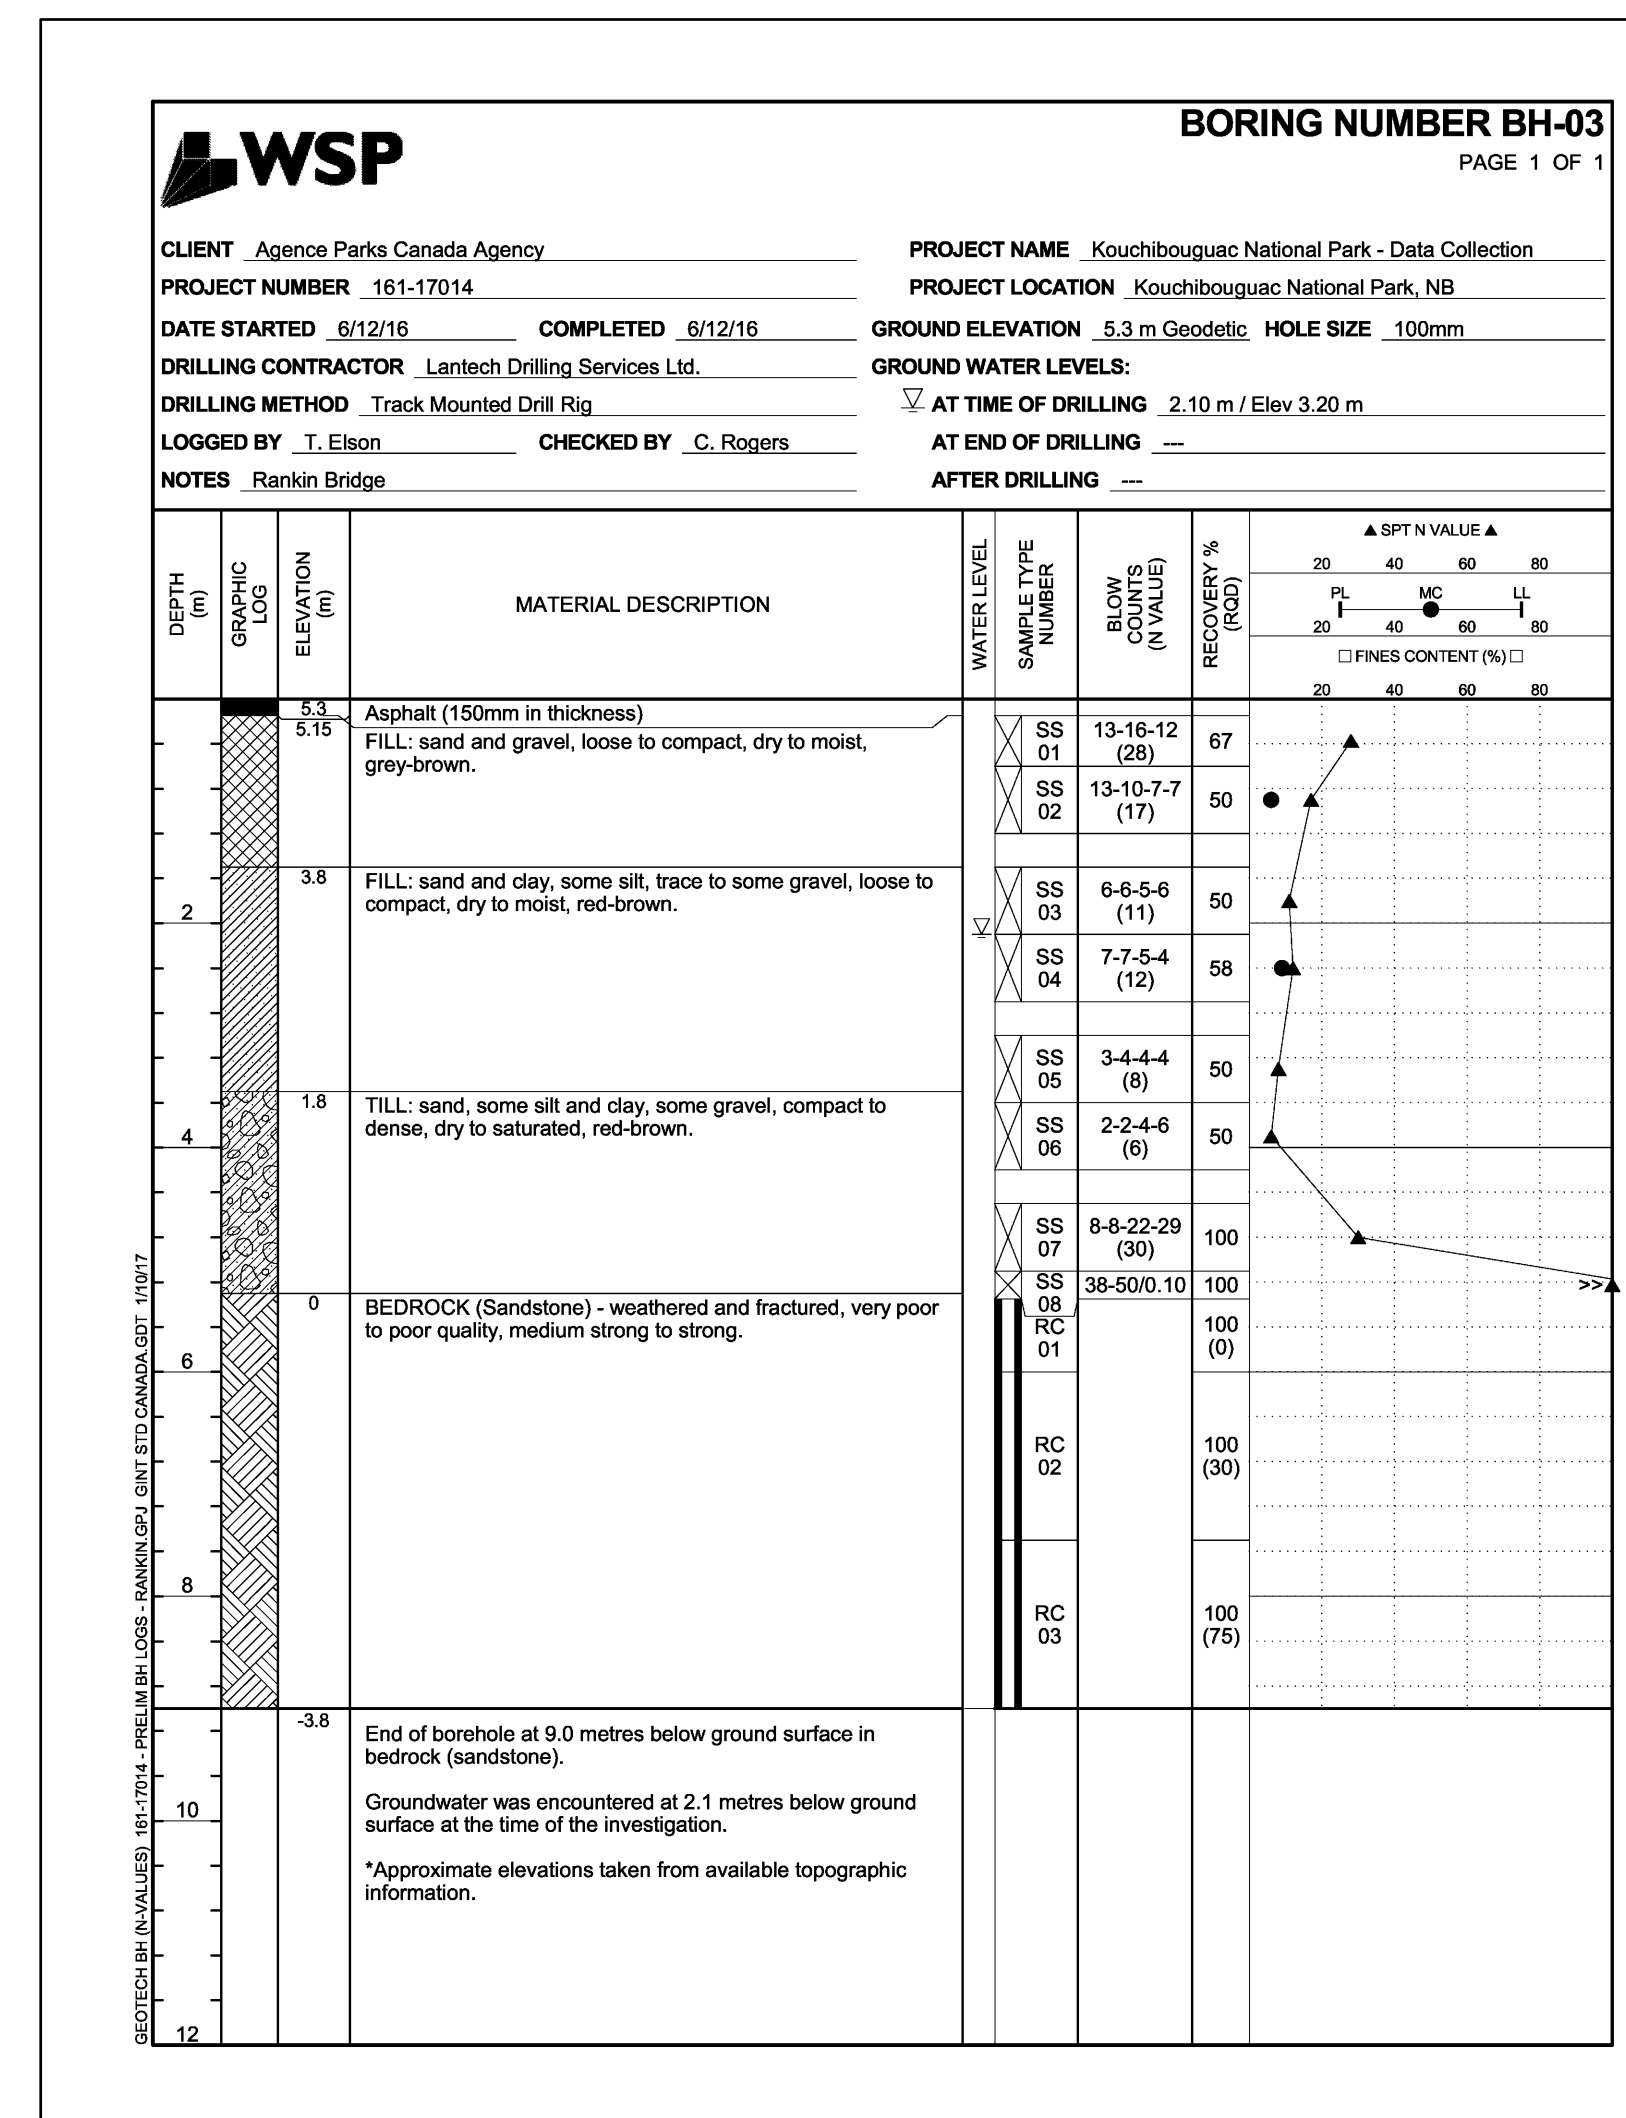 WSP
BORING NUMBER BH-03
PAGE 1 OF 1
CLIENT Agence Parks Canada Agency
PROJECT NAME Kouchibouguac National Park - Data Collection
PROJECT NUMBER 161-17014
PROJECT LOCATION Kouchibouguac National Park, NB
DATE STARTED 6/12/16 COMPLETED 6/12/16
GROUND ELEVATION 5.3 m Geodetic HOLE SIZE 100mm
DRILLING CONTRACTOR Lantech Drilling Services Ltd.
GROUND WATER LEVELS:
DRILLING METHOD Track Mounted Drill Rig
AT TIME OF DRILLING 2.10 m / Elev 3.20 m
LOGGED BY T. Elson CHECKED BY C. Rogers
AT END OF DRILLING ---
NOTES Rankin Bridge
AFTER DRILLING ---
DEPTH
(m)
GRAPHIC
LOG
ELEVATION
(m)
MATERIAL DESCRIPTION
WATER LEVEL
SAMPLE TYPE
NUMBER
BLOW
COUNTS
(N VALUE)
RECOVERY %
(RQD)
▲ SPT N VALUE ▲
20 40 60 80
PL MC LL
20 40 60 80
□ FINES CONTENT (%) □
20 40 60 80
5.3
Asphalt (150mm in thickness)
5.15
FILL: sand and gravel, loose to compact, dry to moist,
grey-brown.
SS
01
13-16-12
(28)
67
SS
02
13-10-7-7
(17)
50
3.8
FILL: sand and clay, some silt, trace to some gravel, loose to
compact, dry to moist, red-brown.
SS
03
6-6-5-6
(11)
50
2
SS
04
7-7-5-4
(12)
58
SS
05
3-4-4-4
(8)
50
1.8
TILL: sand, some silt and clay, some gravel, compact to
dense, dry to saturated, red-brown.
SS
06
2-2-4-6
(6)
50
4
SS
07
8-8-22-29
(30)
100
SS
08
38-50/0.10
100
>>
0
BEDROCK (Sandstone) - weathered and fractured, very poor
to poor quality, medium strong to strong.
RC
01
100
(0)
6
RC
02
100
(30)
8
RC
03
100
(75)
-3.8
End of borehole at 9.0 metres below ground surface in
bedrock (sandstone).
10
Groundwater was encountered at 2.1 metres below ground
surface at the time of the investigation.
*Approximate elevations taken from available topographic
information.
12
GEOTECH BH (N-VALUES) 161-17014 - PRELIM BH LOGS - RANKIN.GPJ GINT STD CANADA.GDT 1/10/17